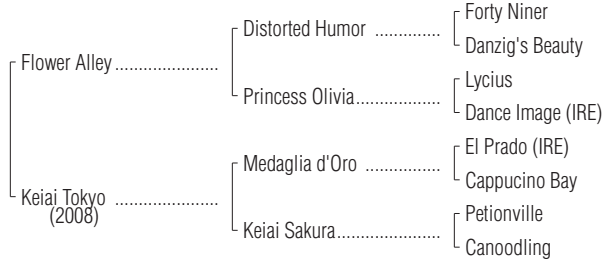 Forty Niner
Distorted Humor ..............
Danzig's Beauty
Flower Alley ......................
Lycius
Princess Olivia..................
Dance Image (IRE)
El Prado (IRE)
Medaglia d'Oro ................
Cappucino Bay
Keiai Tokyo ......................
(2008)
Petionville
Keiai Sakura......................
Canoodling